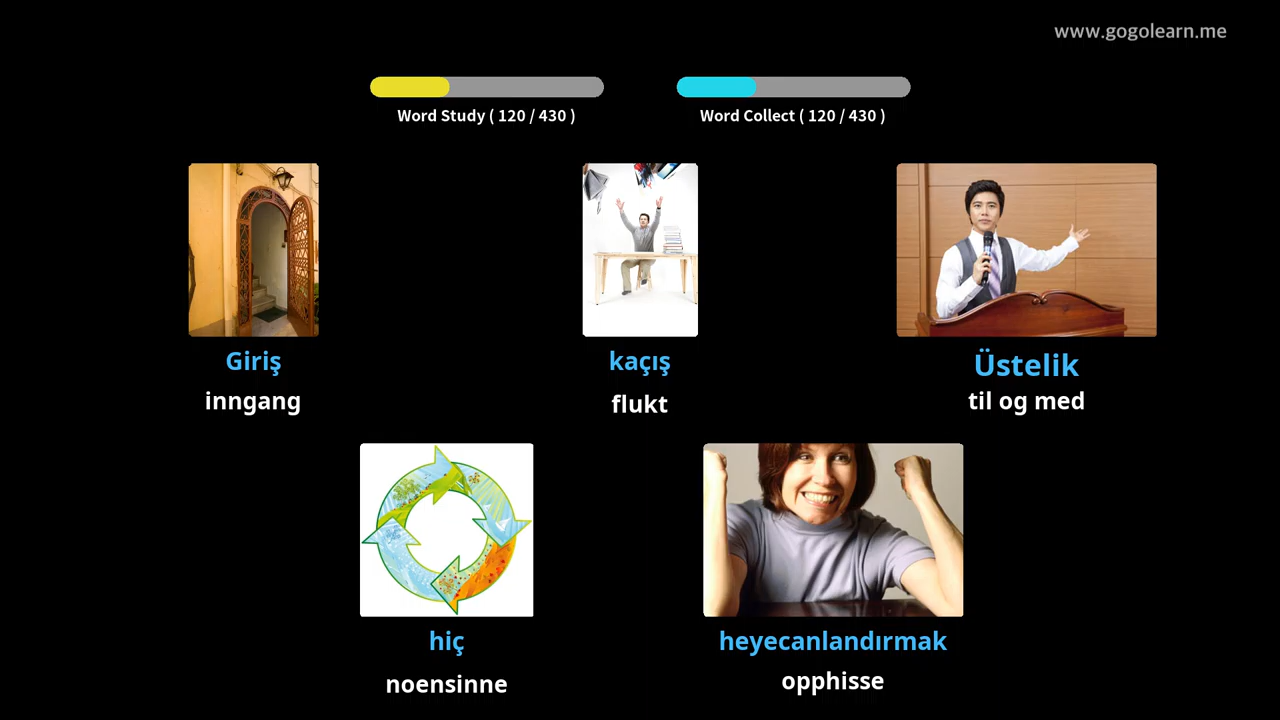 www.gogolearn.me
Word Study ( 120 / 430 )
Word Collect ( 120 / 430 )
Giriş
inngang
kaçış
flukt
Üstelik
til og med
hiç
noensinne
heyecanlandırmak
opphisse